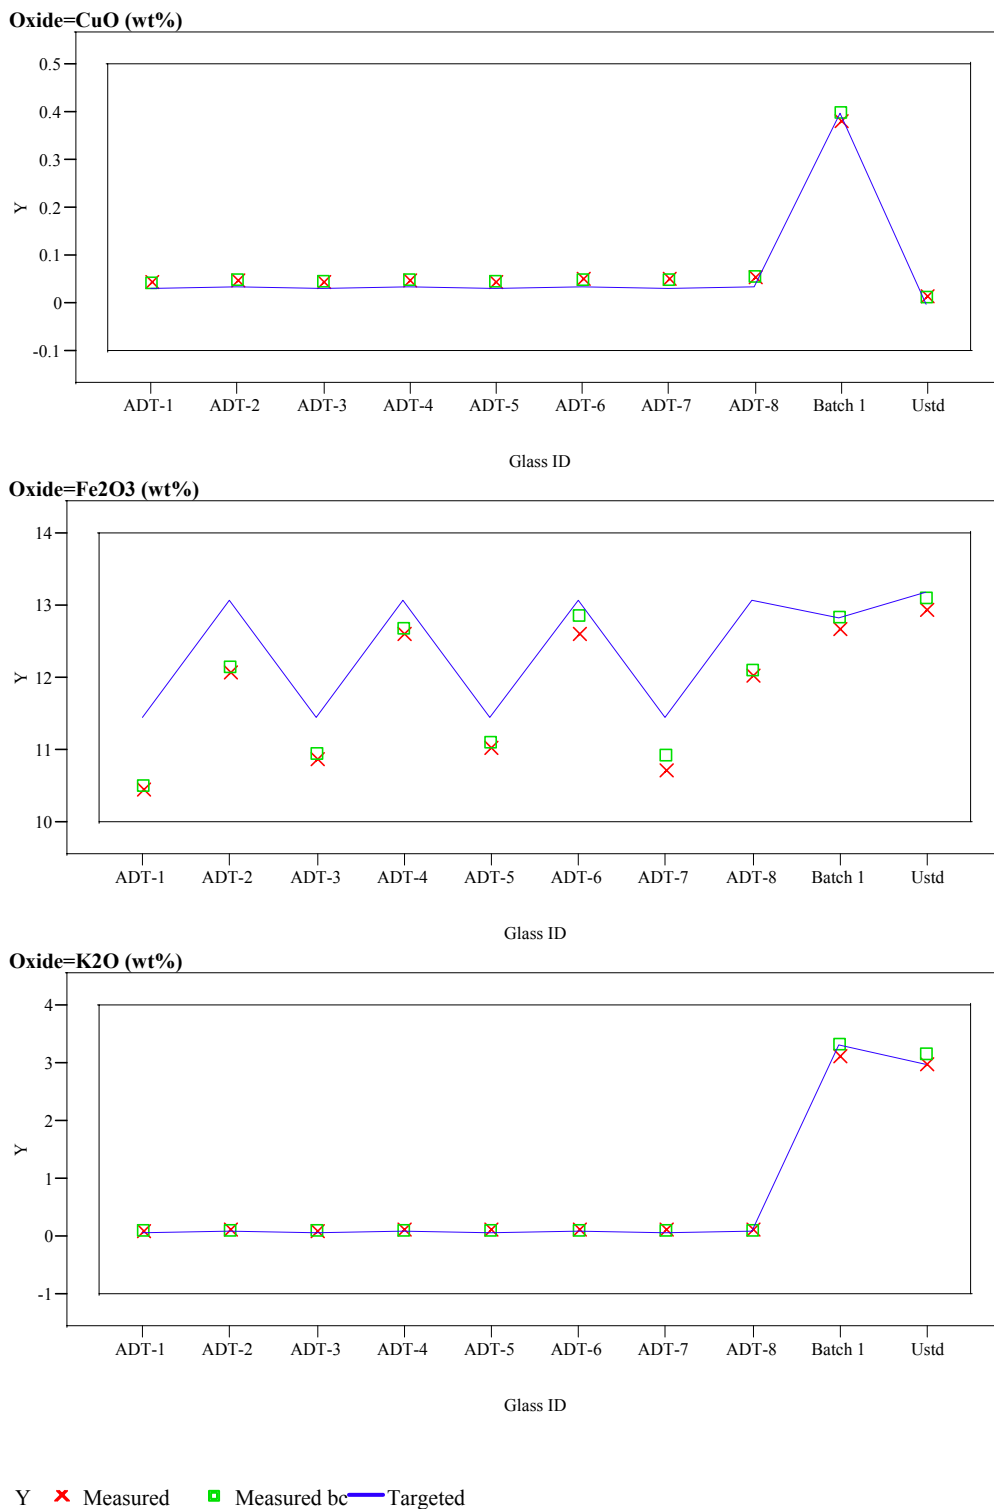 Oxide=CuO (wt%)
0.5
0.4
0.3
0.2
0.1
0
-0.1
Y
ADT-1 ADT-2 ADT-3 ADT-4 ADT-5 ADT-6 ADT-7 ADT-8 Batch 1 Ustd
Glass ID
Oxide=Fe2O3 (wt%)
14
13
12
11
10
Y
ADT-1 ADT-2 ADT-3 ADT-4 ADT-5 ADT-6 ADT-7 ADT-8 Batch 1 Ustd
Glass ID
Oxide=K2O (wt%)
4
3
2
1
0
-1
Y
ADT-1 ADT-2 ADT-3 ADT-4 ADT-5 ADT-6 ADT-7 ADT-8 Batch 1 Ustd
Glass ID
Y Measured Measured bc Targeted